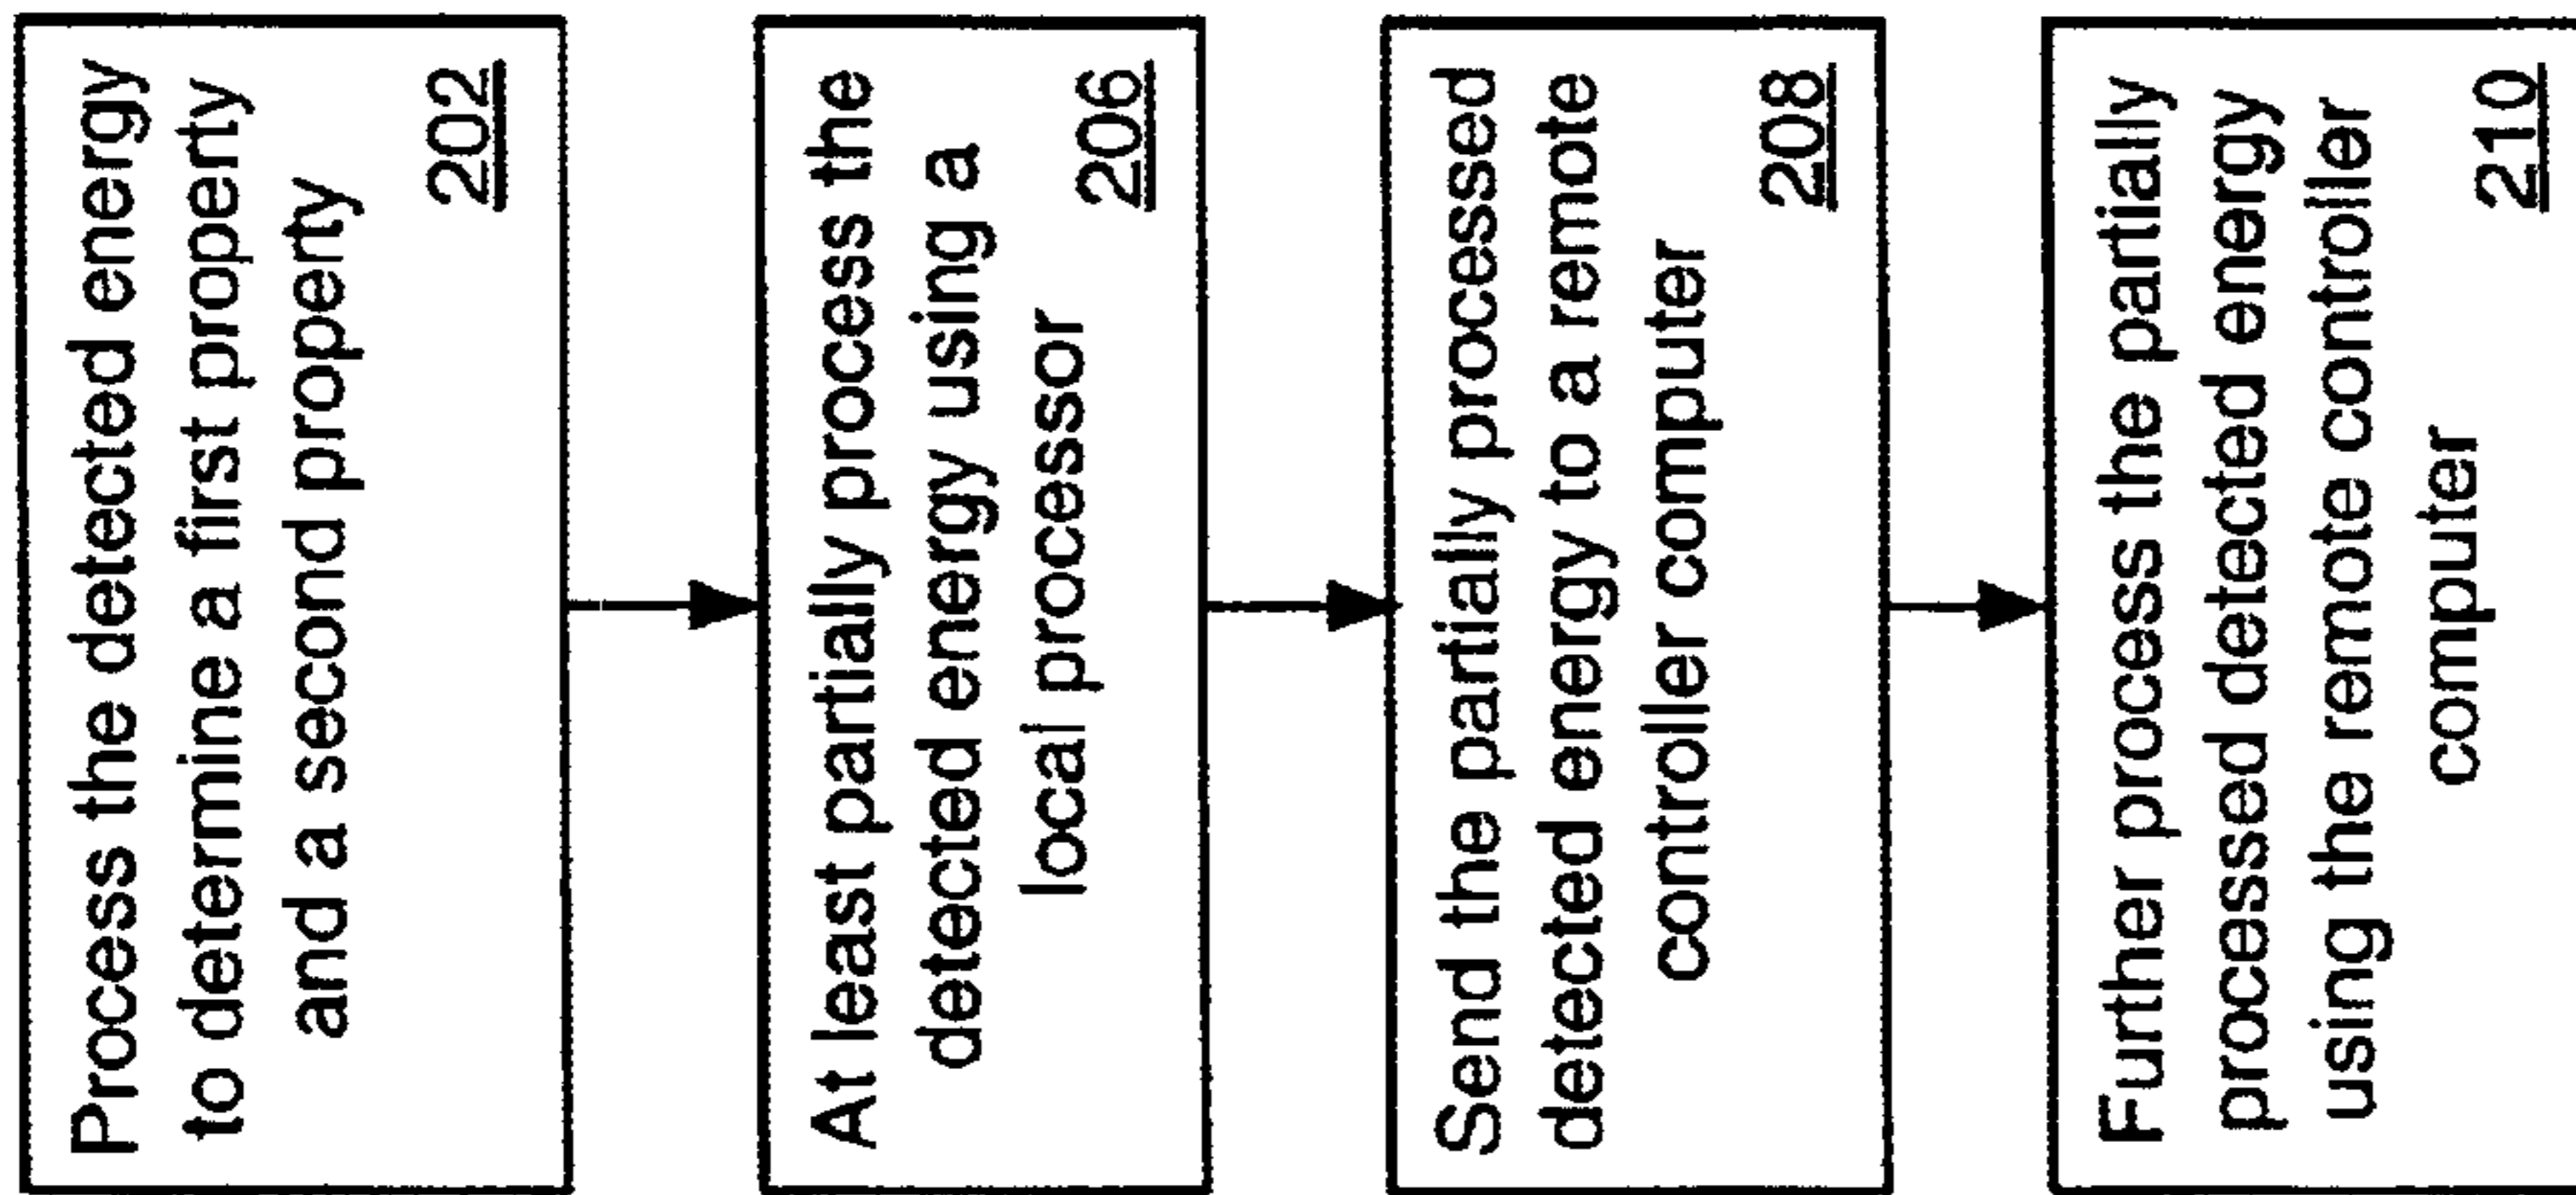 Process the detected energy
to determine a first property
and a second property
202
At least partially process the
detected energy using a
local processor
206
Send the partially processed
detected energy to a remote
controller computer
208
Further process the partially
processed detected energy
using the remote controller
computer
210